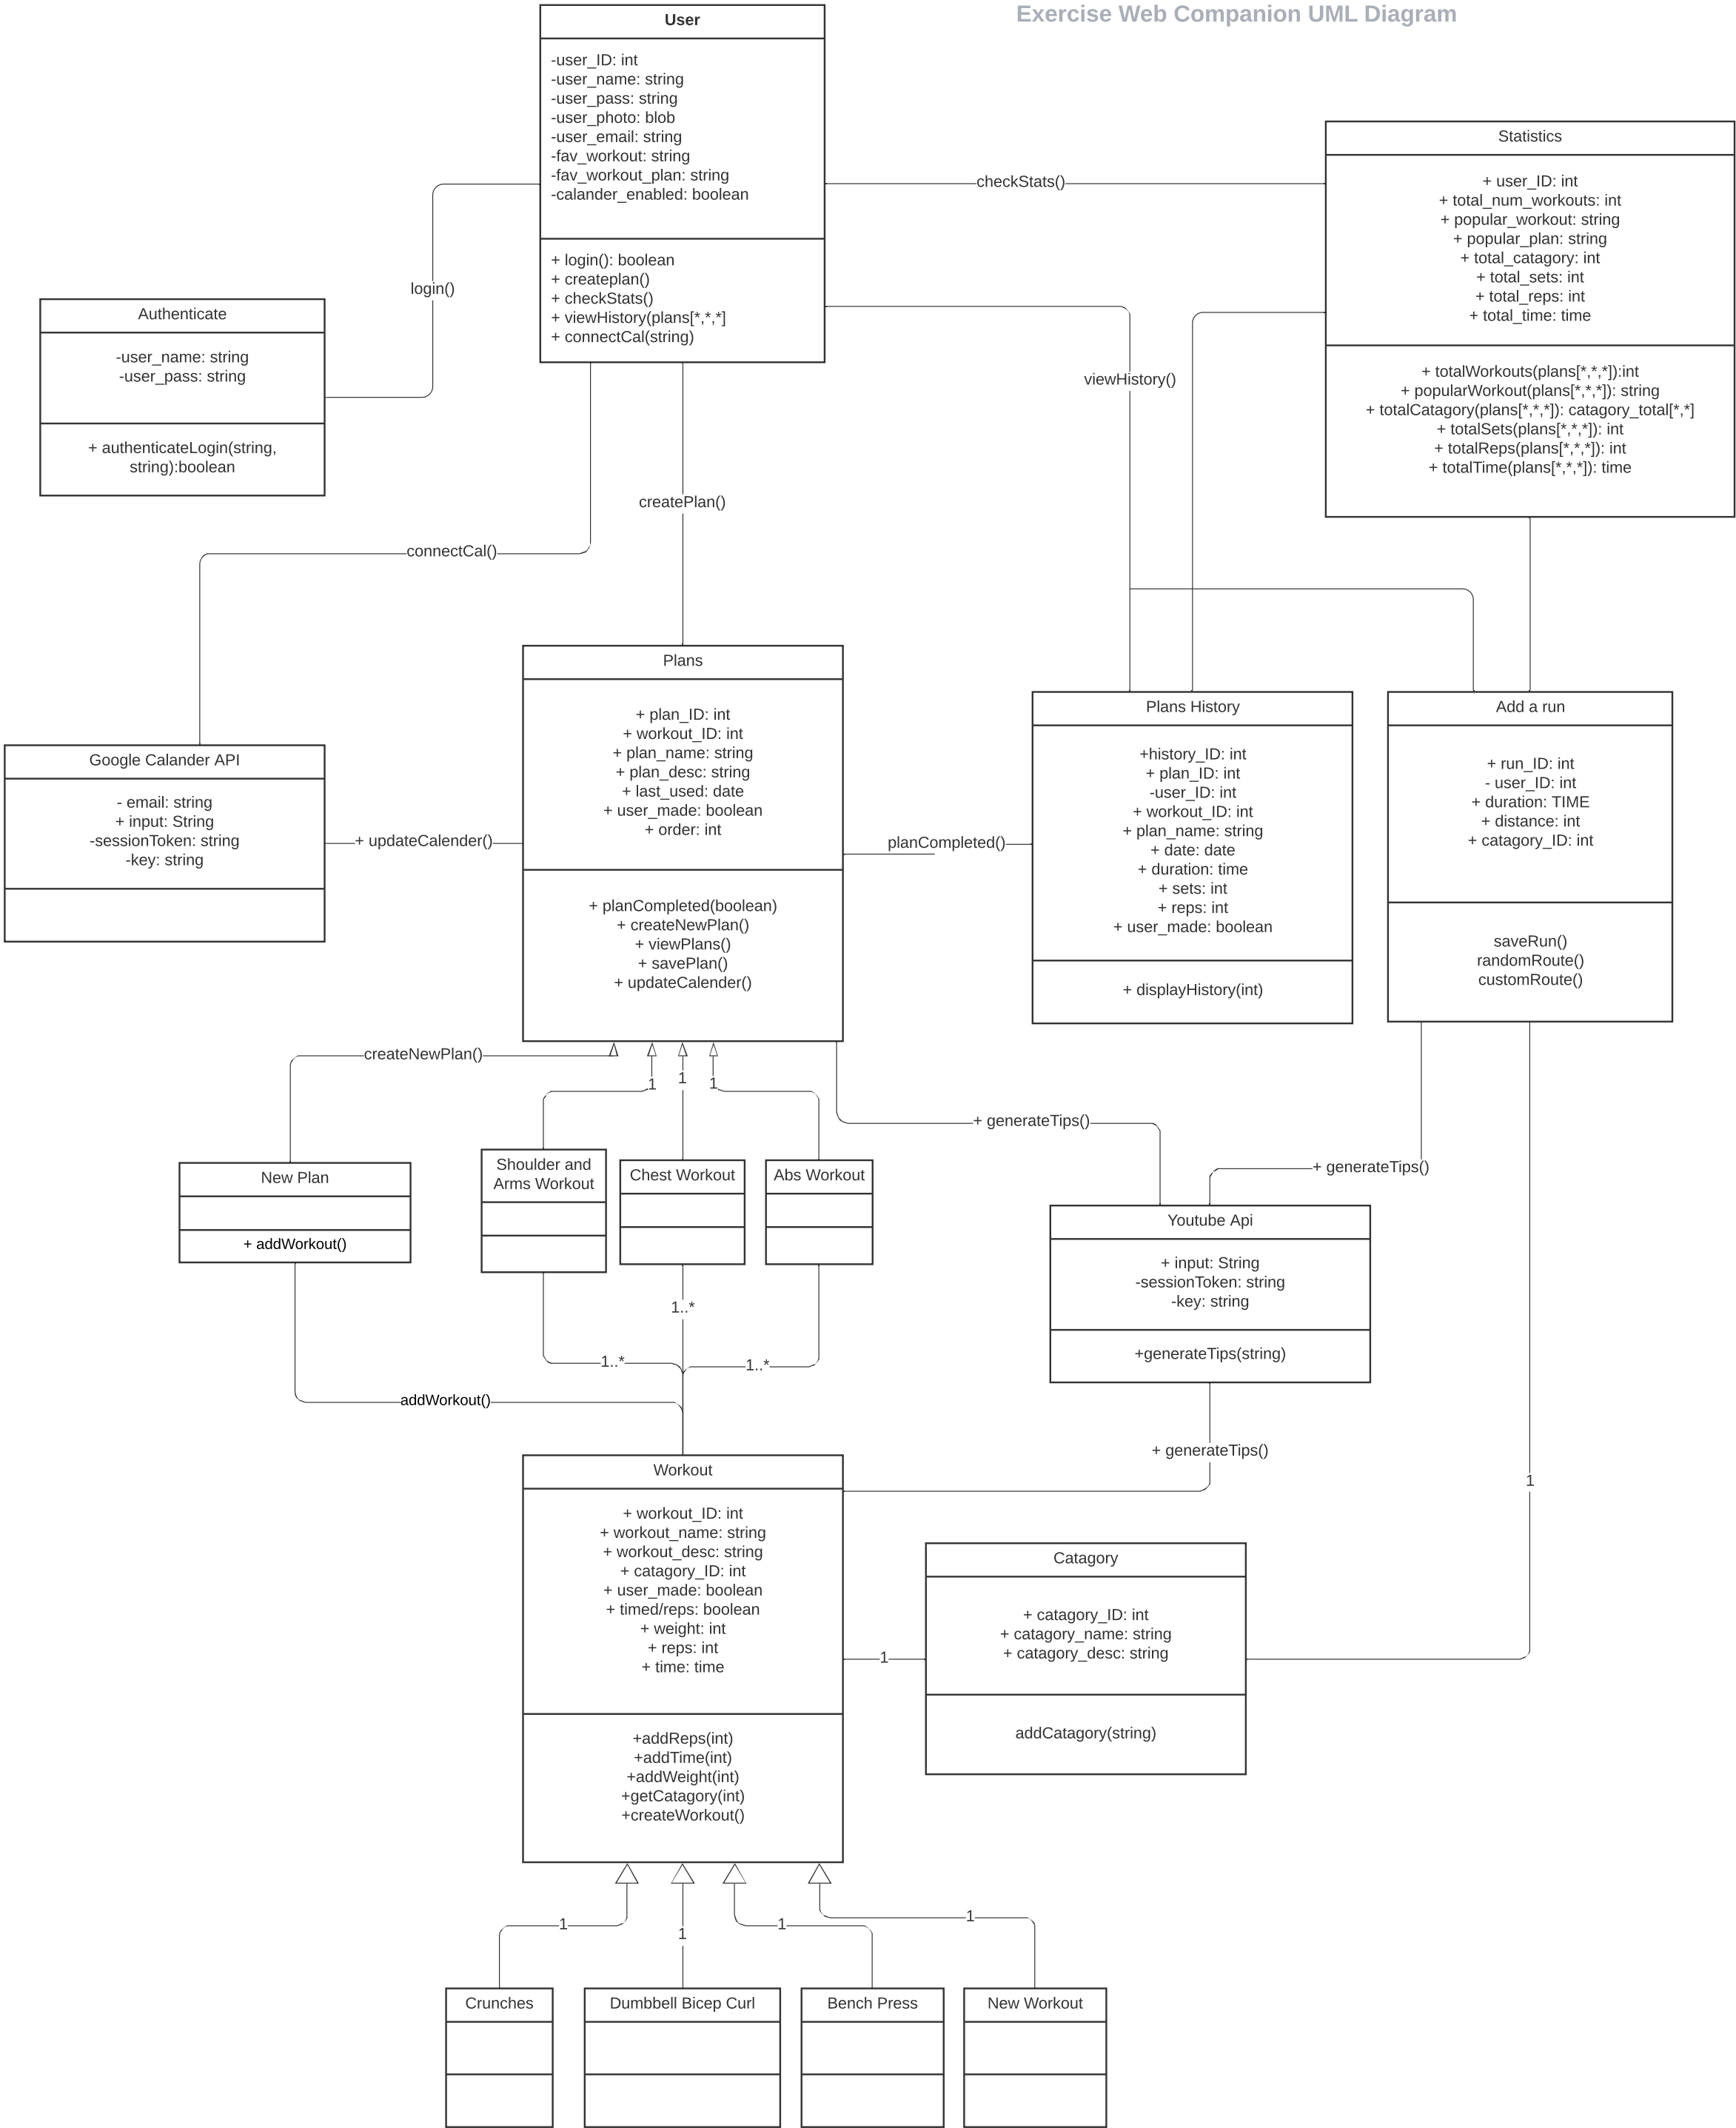 Exercise Web Companion UML Diagram
User
-user_ID: int
-user_name: string
-user_pass: string
-user_photo: blob
-user_email: string
-fav_workout: string
-fav_workout_plan: string
-calander_enabled: boolean
+ login(): boolean
+ createplan()
+ checkStats()
+ viewHistory(plans[*,*,*]
+ connectCal(string)
checkStats()
Statistics
+ user_ID: int
+ total_num_workouts: int
+ popular_workout: string
+ popular_plan: string
+ total_catagory: int
+ total_sets: int
+ total_reps: int
+ total_time: time
+ totalWorkouts(plans[*,*,*]):int
+ popularWorkout(plans[*,*,*]): string
+ totalCatagory(plans[*,*,*]): catagory_total[*,*]
+ totalSets(plans[*,*,*]): int
+ totalReps(plans[*,*,*]): int
+ totalTime(plans[*,*,*]): time
login()
Authenticate
-user_name: string
-user_pass: string
+ authenticateLogin(string,
string):boolean
viewHistory()
createPlan()
connectCal()
Plans
+ plan_ID: int
+ workout_ID: int
+ plan_name: string
+ plan_desc: string
+ last_used: date
+ user_made: boolean
+ order: int
+ planCompleted(boolean)
+ createNewPlan()
+ viewPlans()
+ savePlan()
+ updateCalender()
Google Calander API
- email: string
+ input: String
-sessionToken: string
-key: string
+ updateCalender()
planCompleted()
Plans History
+history_ID: int
+ plan_ID: int
-user_ID: int
+ workout_ID: int
+ plan_name: string
+ date: date
+ duration: time
+ sets: int
+ reps: int
+ user_made: boolean
+ displayHistory(int)
Add a run
+ run_ID: int
- user_ID: int
+ duration: TIME
+ distance: int
+ catagory_ID: int
saveRun()
randomRoute()
customRoute()
createNewPlan()
1
1
1
+ generateTips()
+ generateTips()
New Plan
+ addWorkout()
Shoulder and
Arms Workout
Chest Workout
Abs Workout
Youtube Api
+ input: String
-sessionToken: string
-key: string
+generateTips(string)
1..*
1..*
1..*
addWorkout()
+ generateTips()
1
Workout
+ workout_ID: int
+ workout_name: string
+ workout_desc: string
+ catagory_ID: int
+ user_made: boolean
+ timed/reps: boolean
+ weight: int
+ reps: int
+ time: time
+addReps(int)
+addTime(int)
+addWeight(int)
+getCatagory(int)
+createWorkout()
1
Catagory
+ catagory_ID: int
+ catagory_name: string
+ catagory_desc: string
addCatagory(string)
1
1
1
1
Crunches
Dumbbell Bicep Curl
Bench Press
New Workout